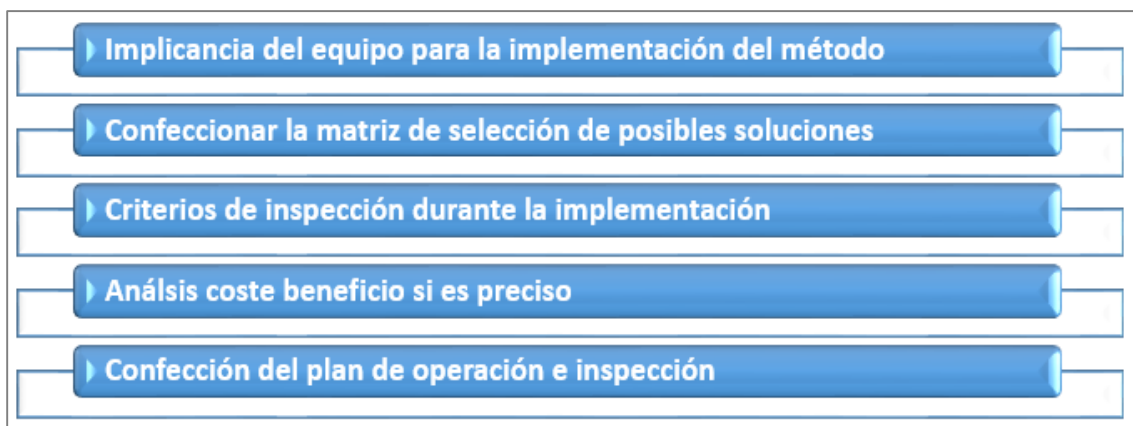 Implicancia del equipo para la implementación del método
Confeccionar la matriz de selección de posibles soluciones
Criterios de inspección durante la implementación
Análsis coste beneficio si es preciso
Confección del plan de operación e inspección